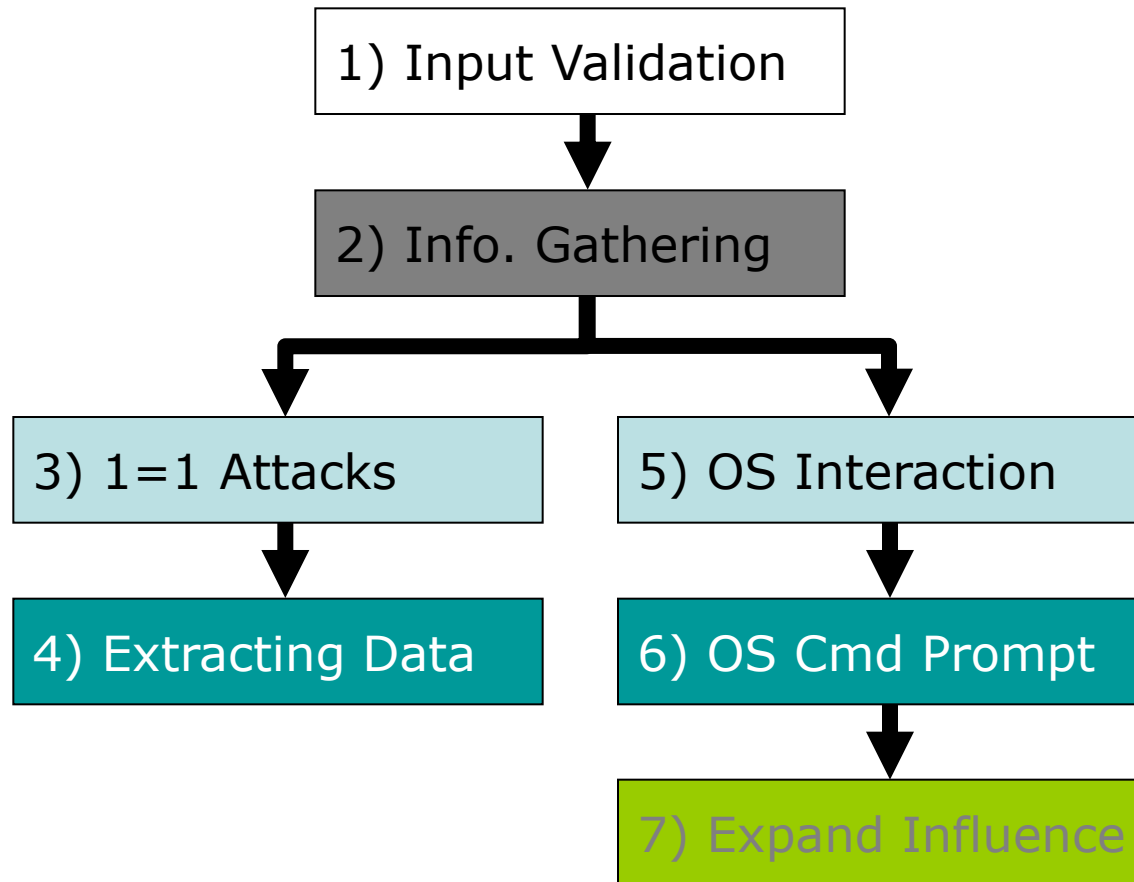 1) Input Validation
2) Info. Gathering
3) 1=1 Attacks
5) OS Interaction
4) Extracting Data
6) OS Cmd Prompt
7) Expand Influence